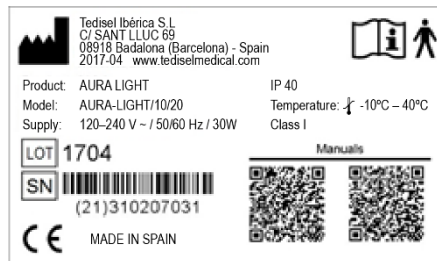 Tedisel Ibérica S.L
C/ SANT LLUC 69
08918 Badalona (Barcelona) - Spain
2017-04 www.tediselmedical.com
Product: AURA LIGHT IP 40
Model: AURA-LIGHT/10/20 Temperature: -10ºC – 40ºC
Supply: 120–240 V ~ / 50/60 Hz / 30W Class I
LOT 1704
Manuals
SN
(21)310207031
CE MADE IN SPAIN